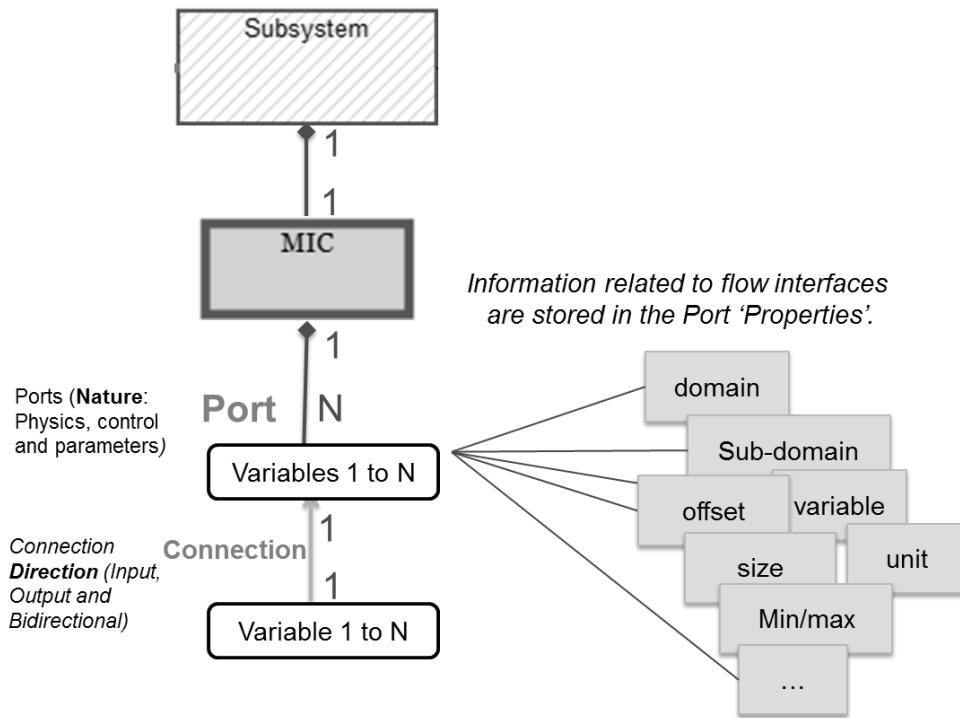 Subsystem
1
1
MIC
1
Information related to flow interfaces
are stored in the Port ‘Properties’.
Ports (Nature:
Physics, control
and parameters)
Port
N
Variables 1 to N
domain
Sub-domain
offset
variable
size
unit
Min/max
...
Connection
Direction (Input,
Output and
Bidirectional)
Connection
1
1
Variable 1 to N